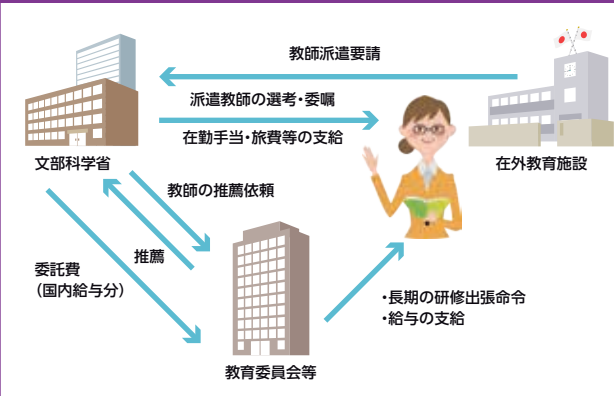 教師派遣要請
派遣教師の選考・委嘱
在勤手当・旅費等の支給
文部科学省
在外教育施設
教師の推薦依頼
推薦
委託費
（国内給与分）
・長期の研修出張命令
・給与の支給
教育委員会等